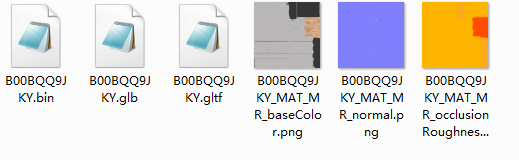 B00BQQ9J
KY.bin
B00BQQ9J
KY.glb
B00BQQ9J
KY.gltf
B00BQQ9J
KY_MAT_M
R_baseColo
r.png
B00BQQ9J
KY_MAT_M
R_normal.p
ng
B00BQQ9J
KY_MAT_M
R_occlusion
Roughnes...